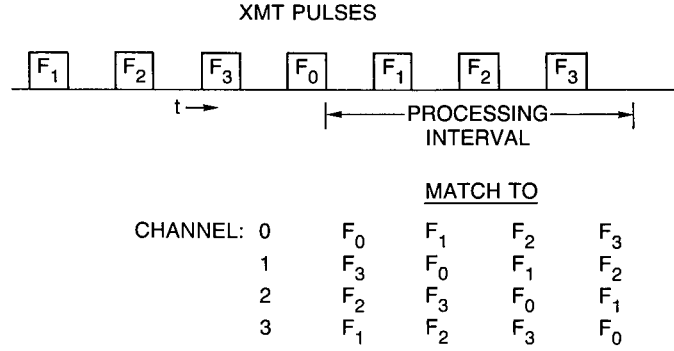 XMT PULSES
F₁ F₂ F₃ F₀ F₁ F₂ F₃
t
PROCESSING
INTERVAL
MATCH TO
CHANNEL: 0 F₀ F₁ F₂ F₃
1 F₃ F₀ F₁ F₂
2 F₂ F₃ F₀ F₁
3 F₁ F₂ F₃ F₀